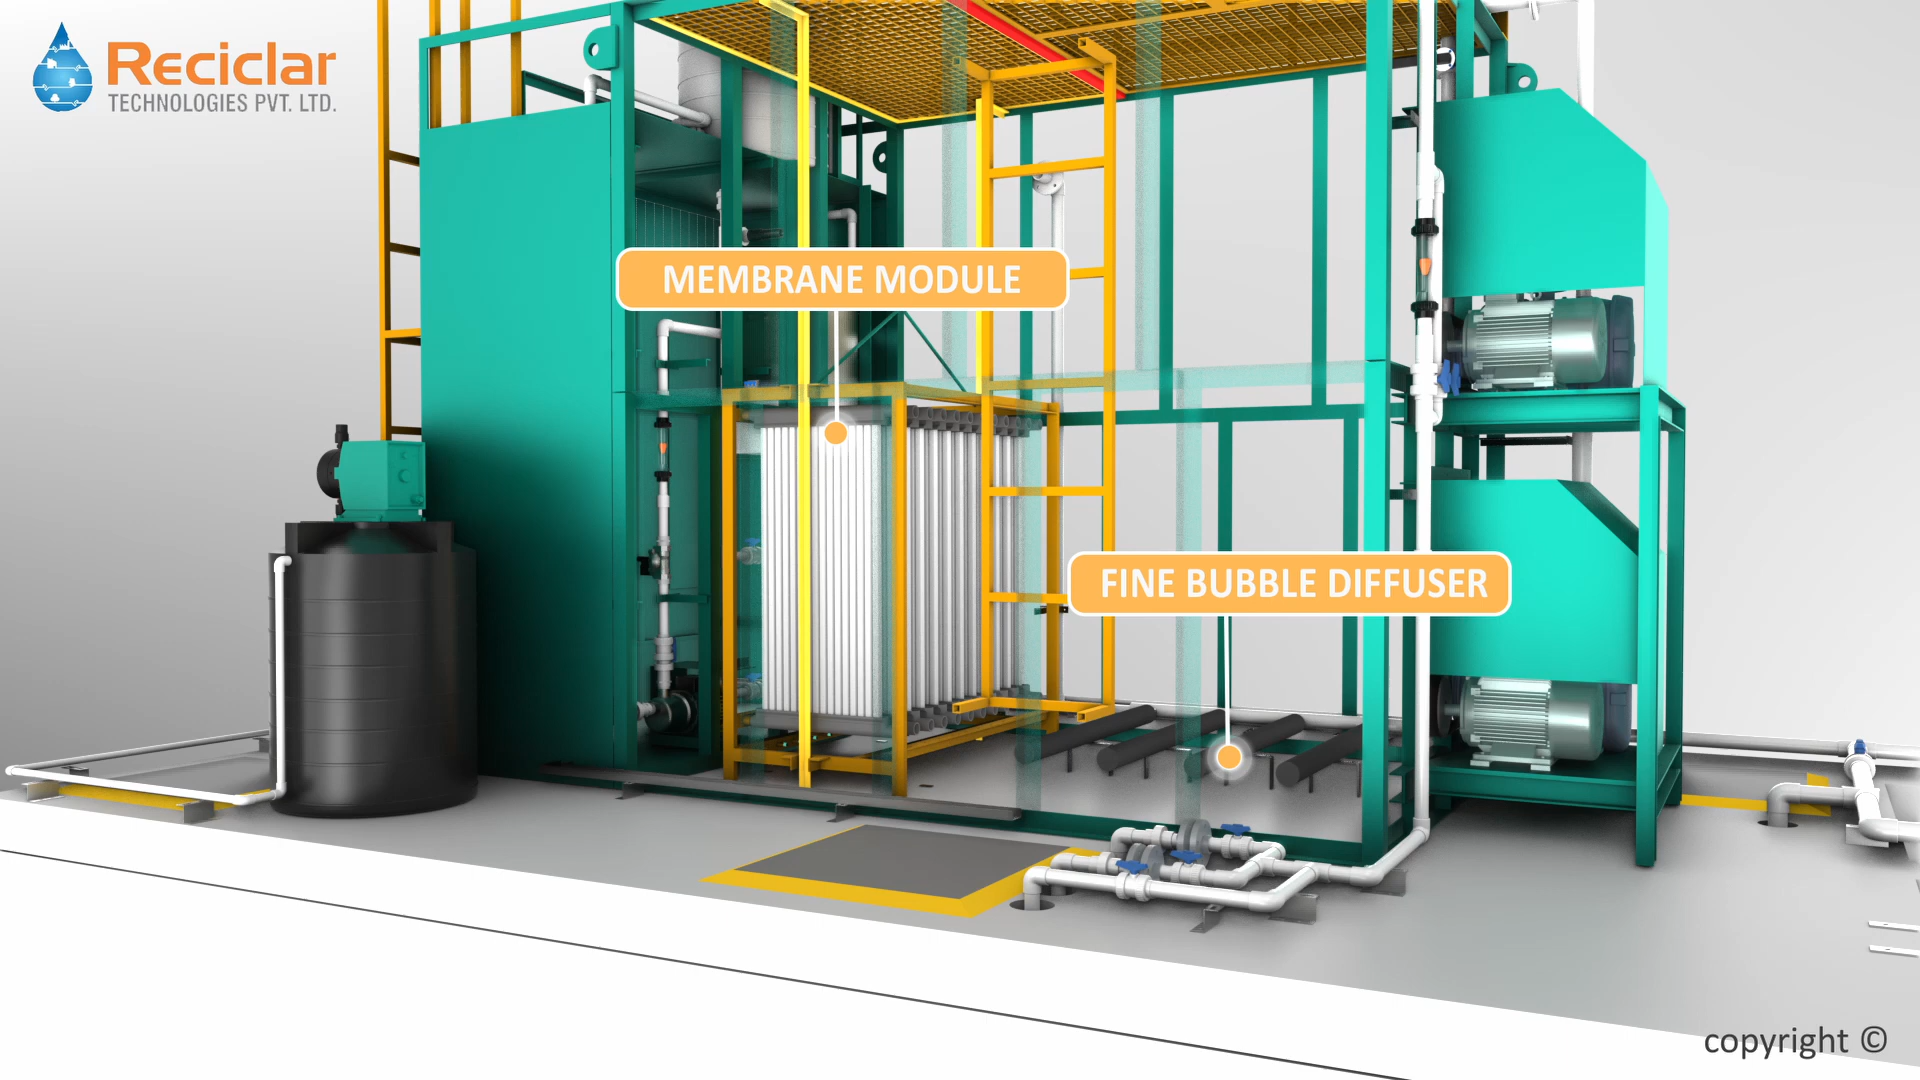 Reciclar
TECHNOLOGIES PVT. LTD.
MEMBRANE MODULE
FINE BUBBLE DIFFUSER
copyright ©